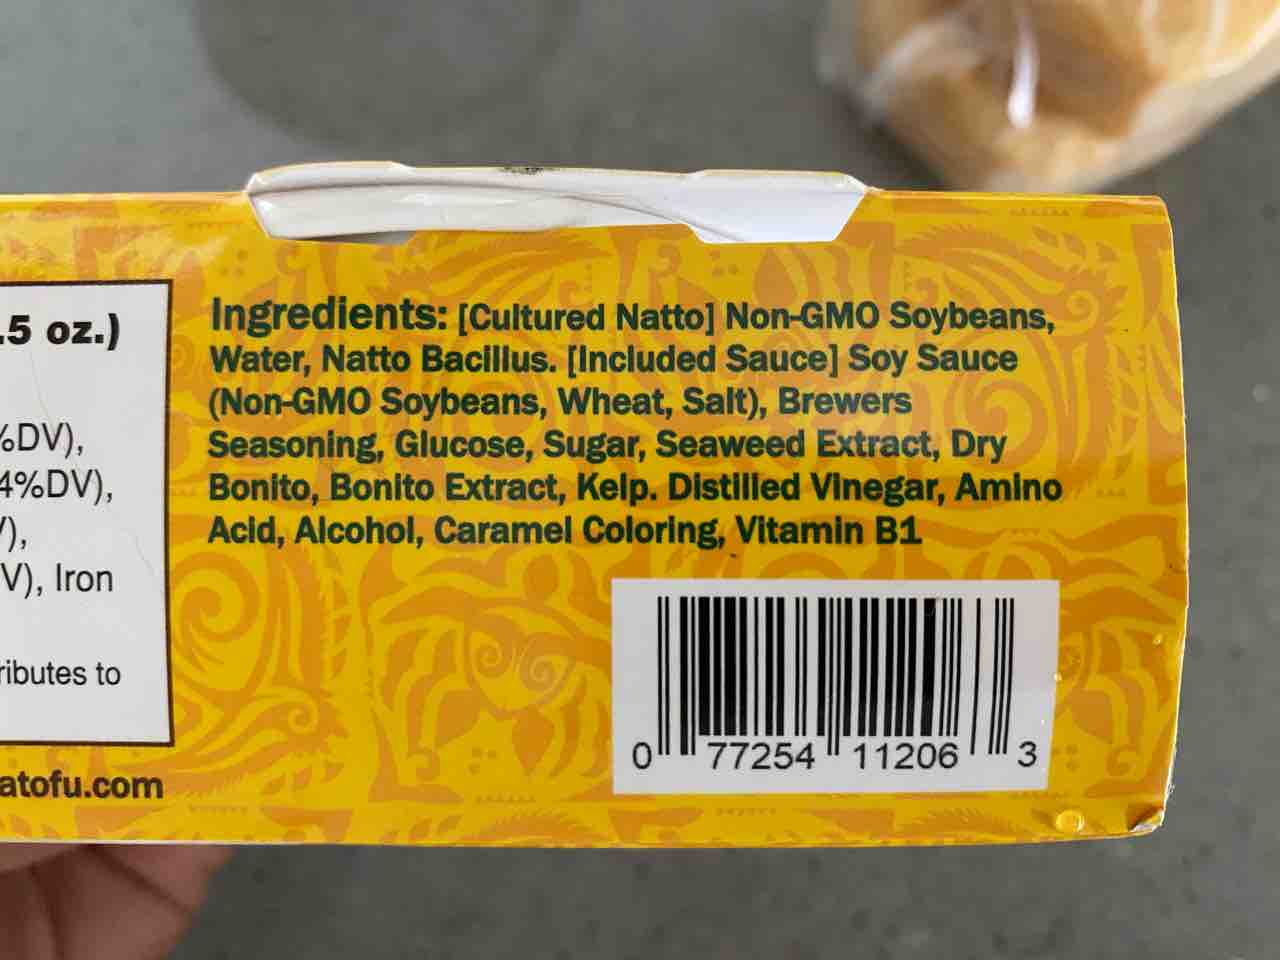 .5 oz.)
%DV),
4%DV),
),
V), Iron
ributes to
atofu.com
Ingredients: [Cultured Natto] Non-GMO Soybeans,
Water, Natto Bacillus. [Included Sauce] Soy Sauce
(Non-GMO Soybeans, Wheat, Salt), Brewers
Seasoning, Glucose, Sugar, Seaweed Extract, Dry
Bonito, Bonito Extract, Kelp. Distilled Vinegar, Amino
Acid, Alcohol, Caramel Coloring, Vitamin B1
0 77254 11206 3